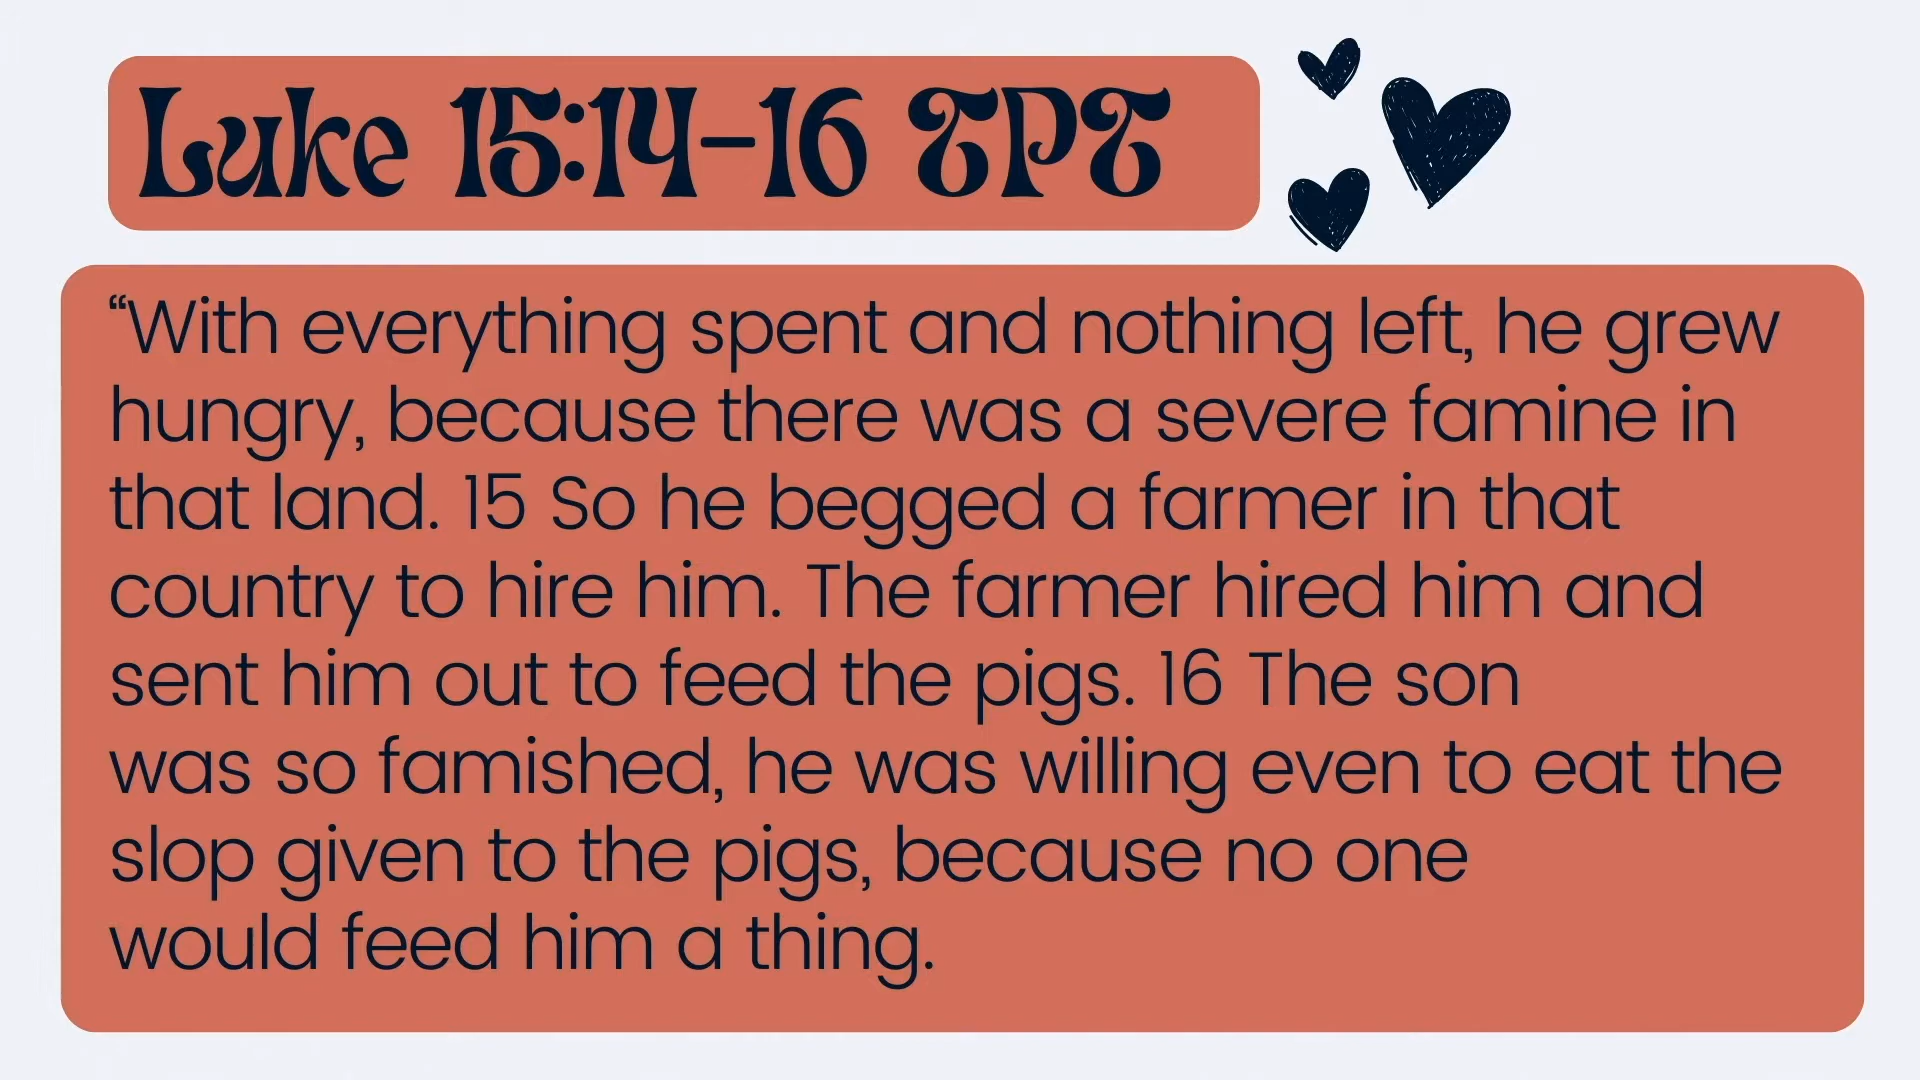 Luke 15:14-16 TPT
“With everything spent and nothing left, he grew
hungry, because there was a severe famine in
that land. 15 So he begged a farmer in that
country to hire him. The farmer hired him and
sent him out to feed the pigs. 16 The son
was so famished, he was willing even to eat the
slop given to the pigs, because no one
would feed him a thing.